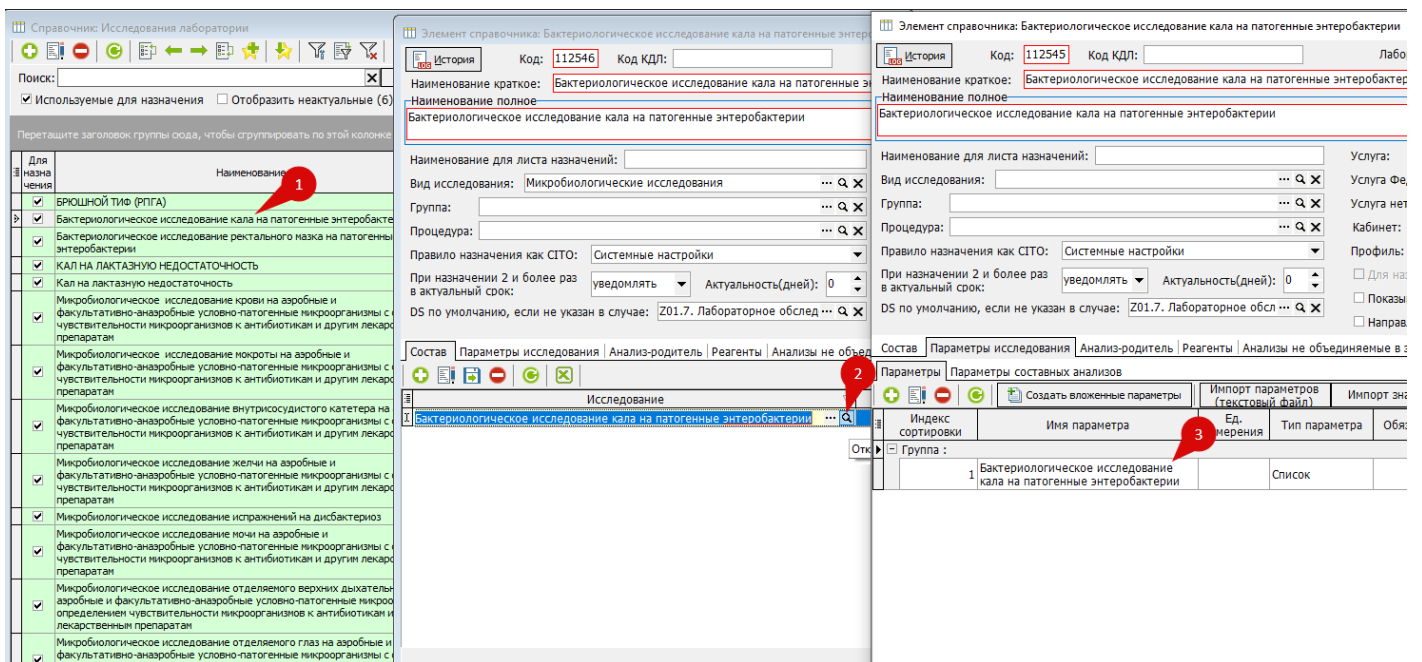 Справочник: Исследования лаборатории
Поиск:
Используемые для назначения
Отобразить неактуальные (6)
Перетащите заголовок группы сюда, чтобы сгруппировать по этой колонке
Для
назна
чения
Наименование
1
БРЮШНОЙ ТИФ (РПГА)
Бактериологическое исследование кала на патогенные энтеробакте
Бактериологическое исследование ректального мазка на патогенны
энтеробактерии
КАЛ НА ЛАКТАЗНУЮ НЕДОСТАТОЧНОСТЬ
Кал на лактазную недостаточность
Микробиологическое исследование крови на аэробные и
факультативно-анаэробные условно-патогенные микроорганизмы с
чувствительности микроорганизмов к антибиотикам и другим лекарс
препаратам
Микробиологическое исследование мокроты на аэробные и
факультативно-анаэробные условно-патогенные микроорганизмы с
чувствительности микроорганизмов к антибиотикам и другим лекарс
препаратам
Микробиологическое исследование внутрисосудистого катетера на
факультативно-анаэробные условно-патогенные микроорганизмы с
чувствительности микроорганизмов к антибиотикам и другим лекарс
препаратам
Микробиологическое исследование желчи на аэробные и
факультативно-анаэробные условно-патогенные микроорганизмы с
чувствительности микроорганизмов к антибиотикам и другим лекарс
препаратам
Микробиологическое исследование испражнений на дисбактериоз
Микробиологическое исследование мочи на аэробные и
факультативно-анаэробные условно-патогенные микроорганизмы с
чувствительности микроорганизмов к антибиотикам и другим лекарс
препаратам
Микробиологическое исследование отделяемого верхних дыхательн
аэробные и факультативно-анаэробные условно-патогенные микроо
определением чувствительности микроорганизмов к антибиотикам и
лекарственным рпепаратам
Микробиологическое исследование отделяемого глаз на аэробные и
факультативно-анаэробные условно-патогенные микроорганизмы с
Элемент справочника: Бактериологическое исследование кала на патогенные энтеро
LOG История
Код: 112546
Код КДЛ:
Наименование краткое: Бактериологическое исследование кала на патогенные э
Наименование полное
Бактериологическое исследование кала на патогенные энтеробактерии
Наименование для листа назначений:
Вид исследования: Микробиологические исследования
Группа:
Процедура:
Правило назначения как CITO: Системные настройки
При назначении 2 и более раз
в актуальный срок:
уведомлять
Актуальность(дней): 0
DS по умолчанию, если не указан в случае: Z01.7. Лабораторное обслед
Состав
Параметры исследования
Анализ-родитель
Реагенты
Анализы не объед
2
Исследование
Бактериологическое исследование кала на патогенные энтеробактерии
Отк
Элемент справочника: Бактериологическое исследование кала на патогенные энтеробактерии
LOG История
Код: 112545
Код КДЛ:
Лабо
Наименование краткое: Бактериологическое исследование кала на патогенные энтеробактер
Наименование полное
Бактериологическое исследование кала на патогенные энтеробактерии
Наименование для листа назначений:
Услуга:
Вид исследования:
Услуга Фед
Группа:
Услуга нет
Процедура:
Кабинет:
Правило назначения как CITO: Системные настройки
Профиль:
При назначении 2 и более раз
в актуальный срок:
уведомлять
Актуальность(дней): 0
Для наз
Показы
DS по умолчанию, если не указан в случае: Z01.7. Лабораторное обсл
Направл
Состав
Параметры исследования
Анализ-родитель
Реагенты
Анализы не объединяемые в з
Параметры
Параметры составных анализов
Создать вложенные параметры
Импорт параметров
(текстовый файл)
Импорт зна
Индекс
сортировки
Имя параметра
3
Ед.
мерения
Тип параметра
Обяз
Группа :
1
Бактериологическое исследование
кала на патогенные энтеробактерии
Список